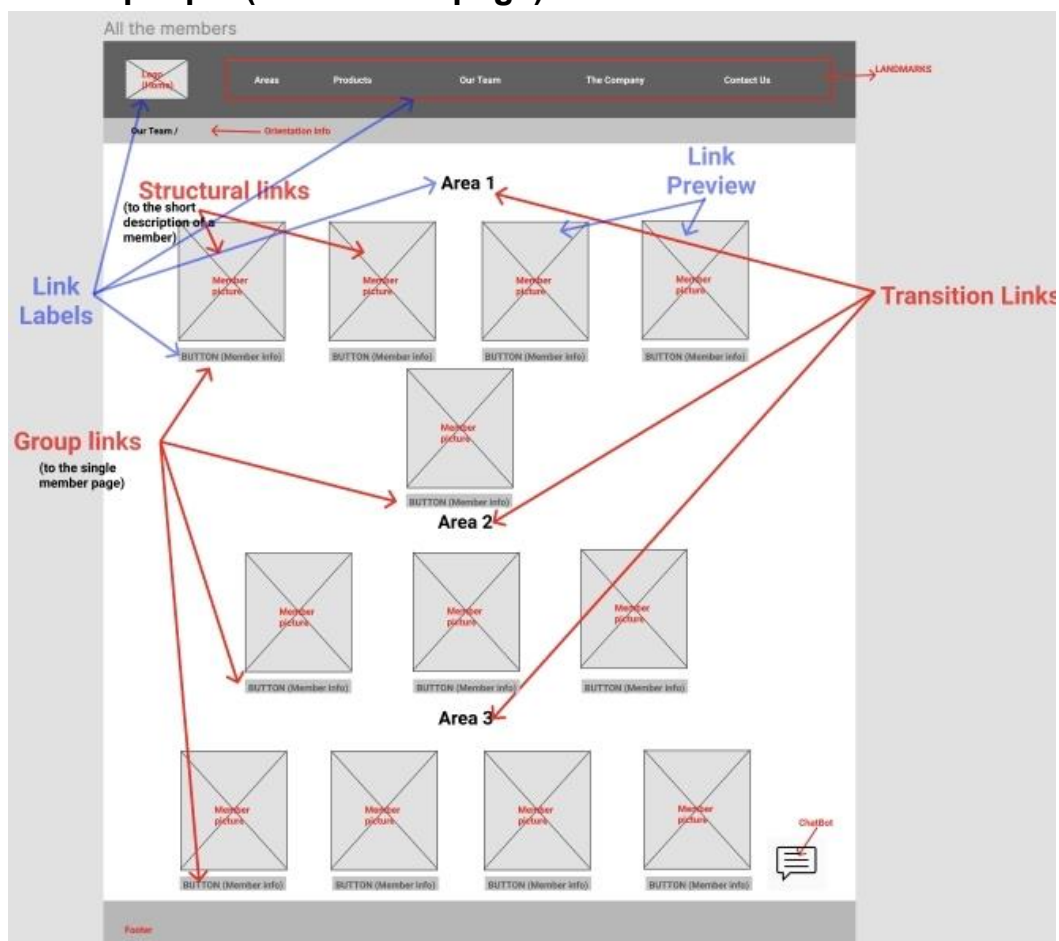 All the members
Logo
(Home)
Areas Products Our Team The Company Contact Us
LANDMARKS
Our Team /
Orientation Info
Link
Preview
Area 1
Structural links
(to the short
description of a
member)
Member
picture
Member
picture
Member
picture
Member
picture
Link
Labels
Transition Links
BUTTON (Member info)
BUTTON (Member info)
BUTTON (Member info)
BUTTON (Member info)
Group links
(to the single
member page)
Member
picture
BUTTON (Member info)
Area 2
Member
picture
Member
picture
Member
picture
BUTTON (Member info)
BUTTON (Member info)
BUTTON (Member info)
Area 3
Member
picture
Member
picture
Member
picture
Member
picture
ChatBot
BUTTON (Member info)
BUTTON (Member info)
BUTTON (Member info)
BUTTON (Member info)
Footer